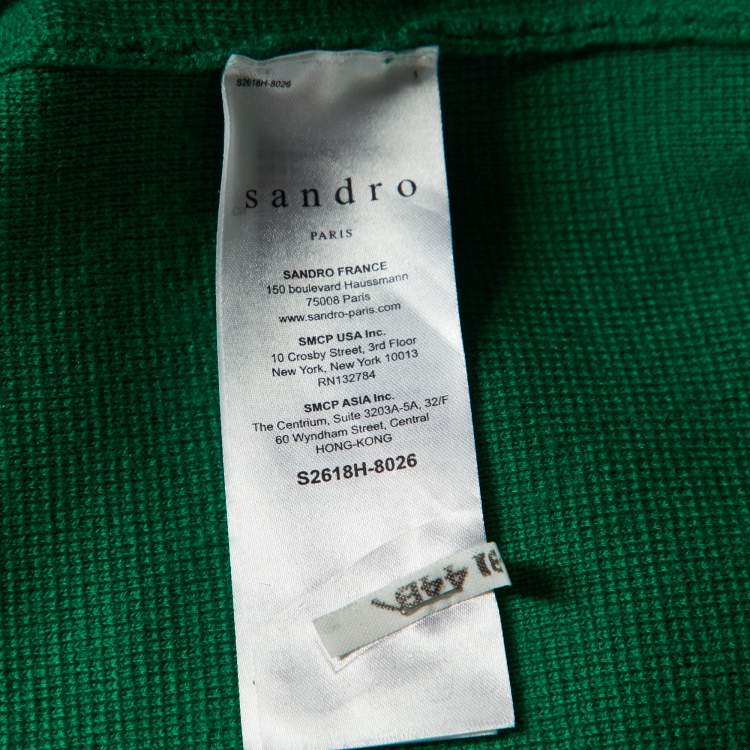 S2618H-8026
1
sandro
PARIS
SANDRO FRANCE
150 boulevard Haussmann
75008 Paris
www.sandro-paris.com
SMCP USA Inc.
10 Crosby Street, 3rd Floor
New York, New York 10013
RN132784
SMCP ASIA Inc.
The Centrium, Suite 3203A-5A, 32/F
60 Wyndham Street, Central
HONG-KONG
S2618H-8026